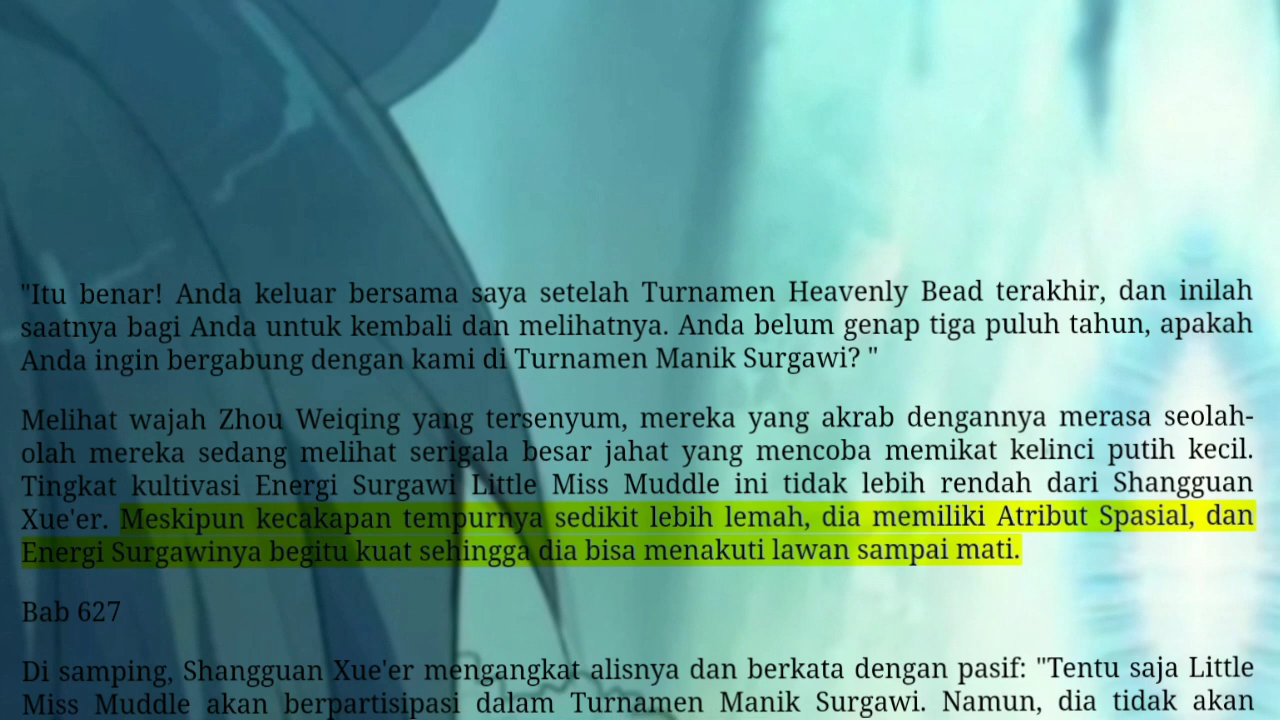 "Itu benar! Anda keluar bersama saya setelah Turnamen Heavenly Bead terakhir, dan inilah
saatnya bagi Anda untuk kembali dan melihatnya. Anda belum genap tiga puluh tahun, apakah
Anda ingin bergabung dengan kami di Turnamen Manik Surgawi? "
Melihat wajah Zhou Weiqing yang tersenyum, mereka yang akrab dengannya merasa seolah-
olah mereka sedang melihat serigala besar jahat yang mencoba memikat kelinci putih kecil.
Tingkat kultivasi Energi Surgawi Little Miss Muddle ini tidak lebih rendah dari Shangguan
Xue'er. Meskipun kecakapan tempurnya sedikit lebih lemah, dia memiliki Atribut Spasial, dan
Energi Surgawinya begitu kuat sehingga dia bisa menakuti lawan sampai mati.
Bab 627
Di samping, Shangguan Xue'er mengangkat alisnya dan berkata dengan pasif: "Tentu saja Little
Miss Muddle akan berpartisipasi dalam Turnamen Manik Surgawi. Namun, dia tidak akan